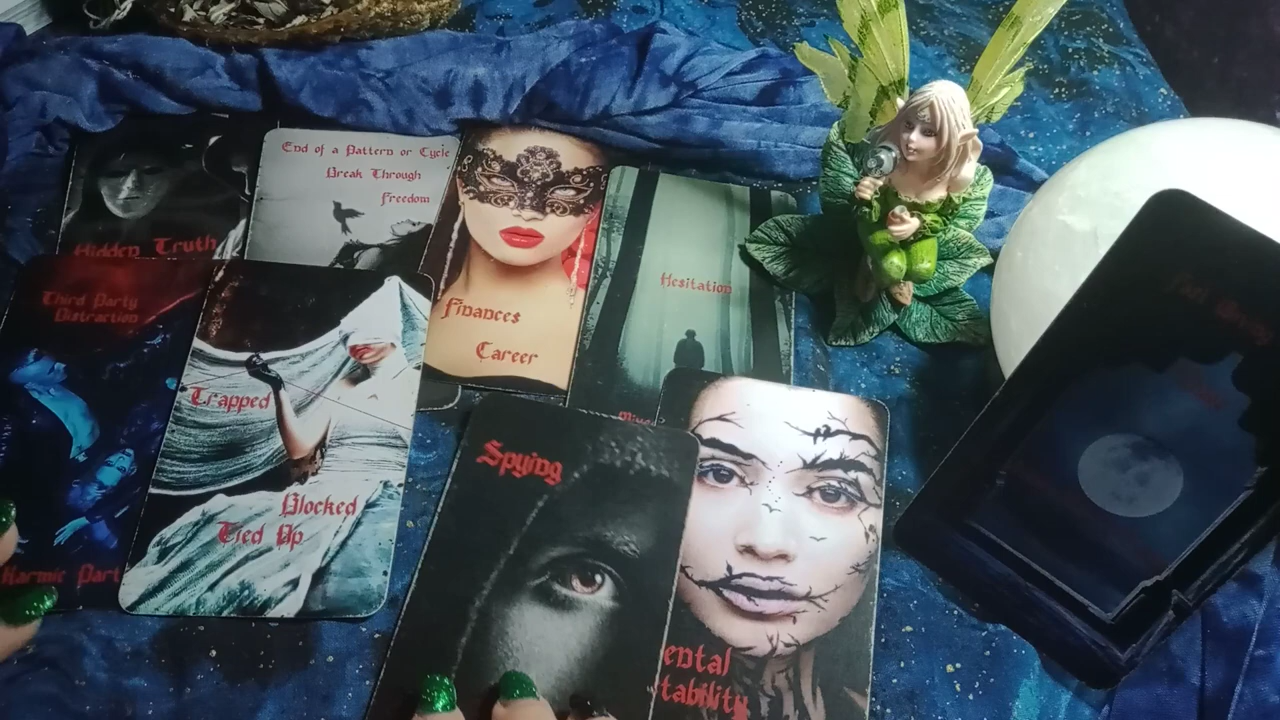 Hidden Truth
End of a Pattern or Cycle
Break Through
Freedom
Finances
Career
Hesitation
Third Party
Distraction
Karmic Part
Trapped
Blocked
Tied Up
Spying
ental
tability